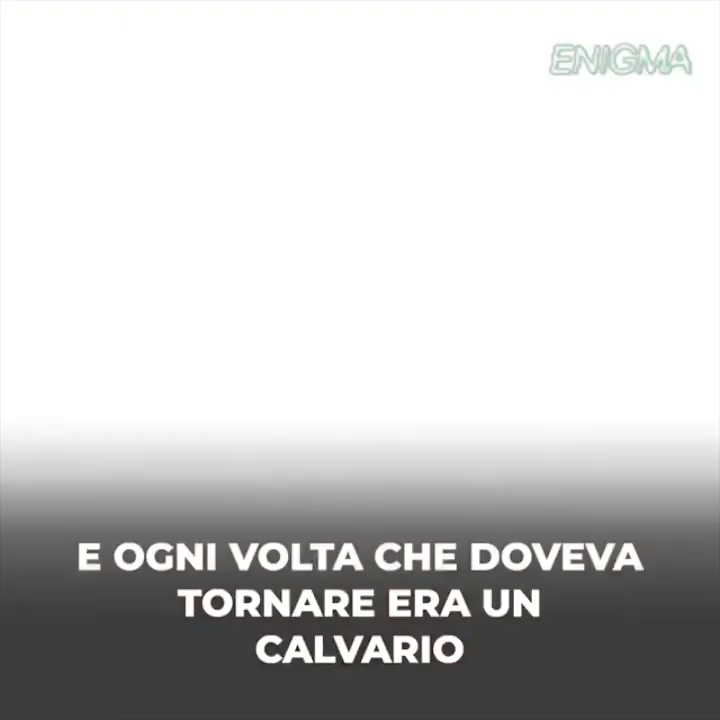 ENIGMA
E OGNI VOLTA CHE DOVEVA
TORNARE ERA UN
CALVARIO